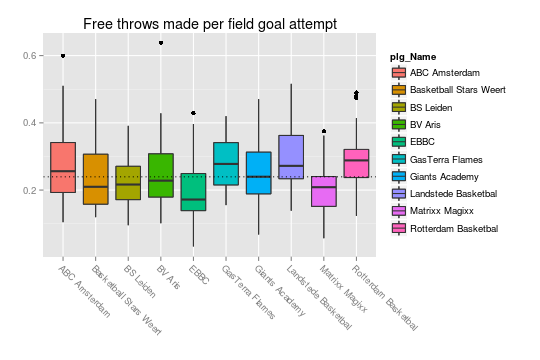 Free throws made per field goal attempt
0.6
0.4
0.2
ABC Amsterdam
Basketball Stars Weert
BS Leiden
BV Aris
EBBC
GasTerra Flames
Giants Academy
Landstede Basketbal
Matrixx Magixx
Rotterdam Basketbal
plg_Name
ABC Amsterdam
Basketball Stars Weert
BS Leiden
BV Aris
EBBC
GasTerra Flames
Giants Academy
Landstede Basketbal
Matrixx Magixx
Rotterdam Basketbal